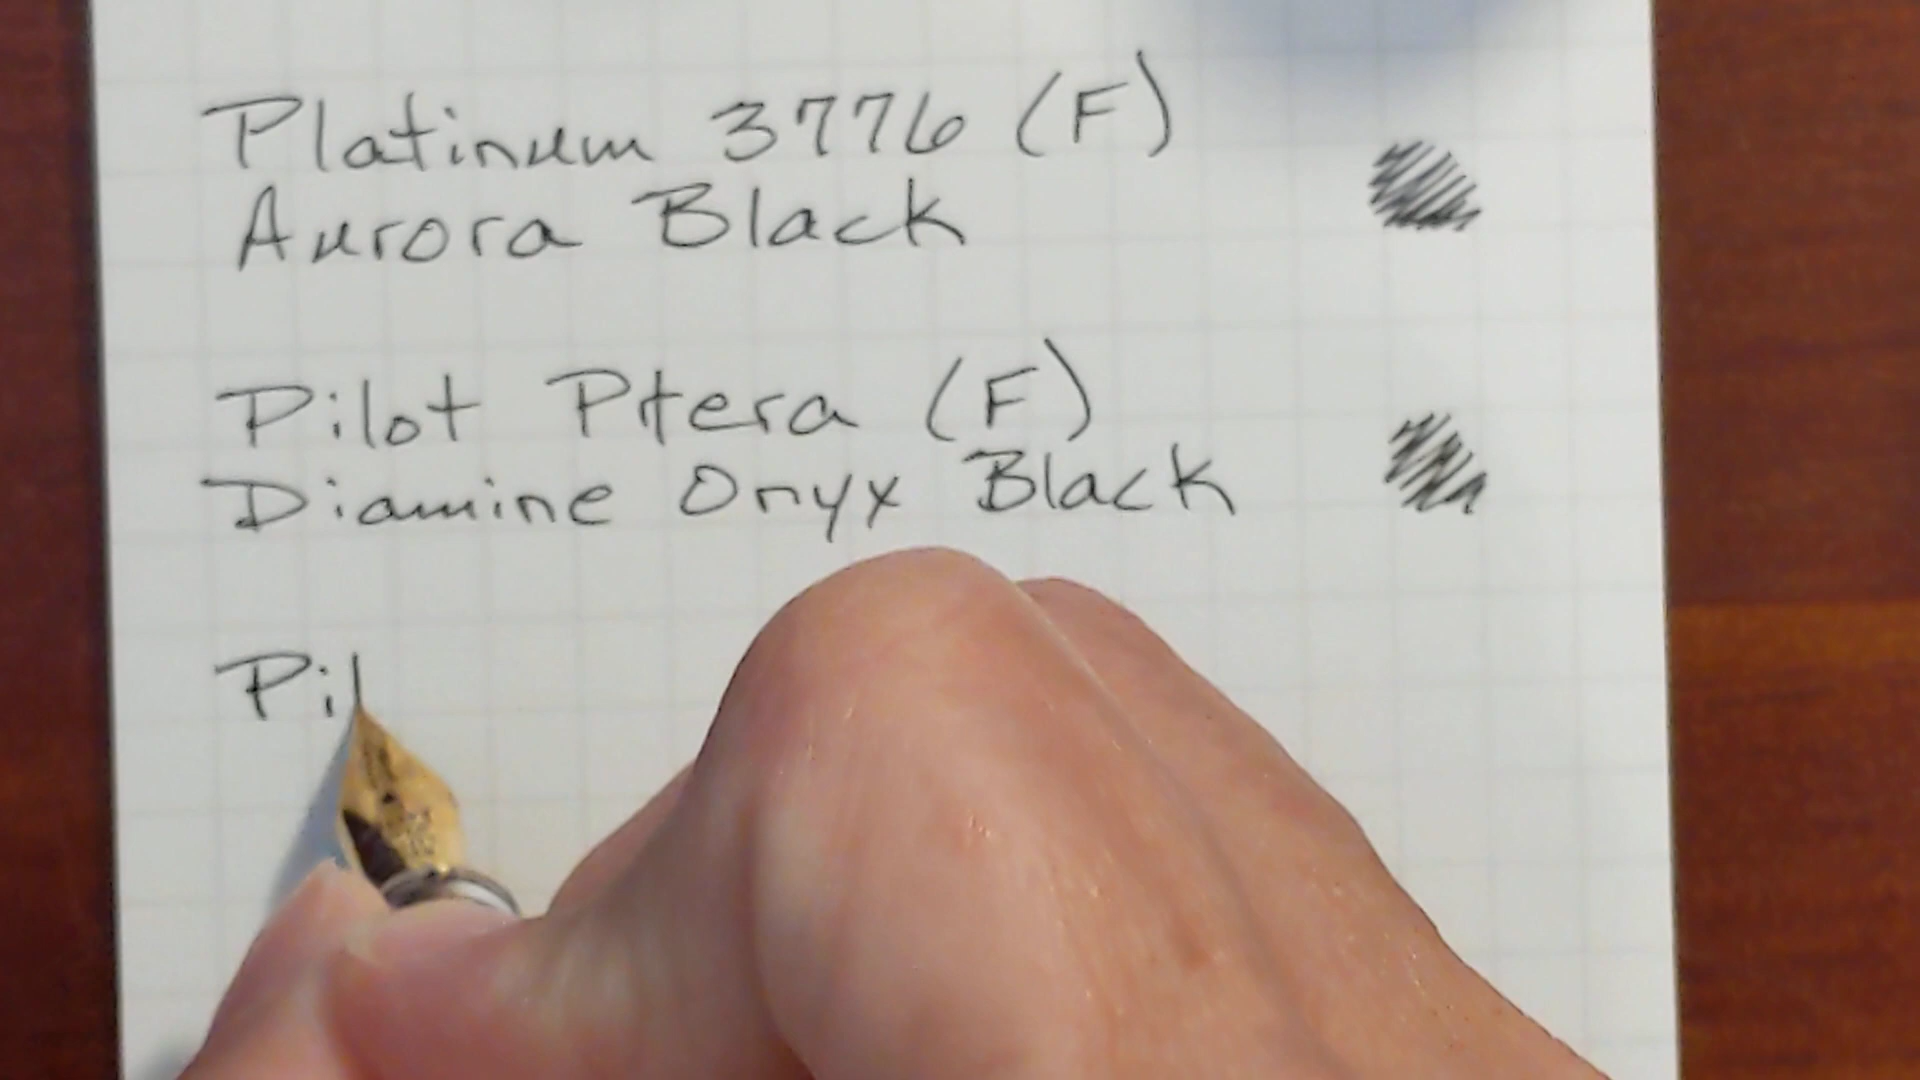 Platinum 3776 (F)
Aurora Black
Pilot Ptera (F)
Diamine Onyx Black
Pil